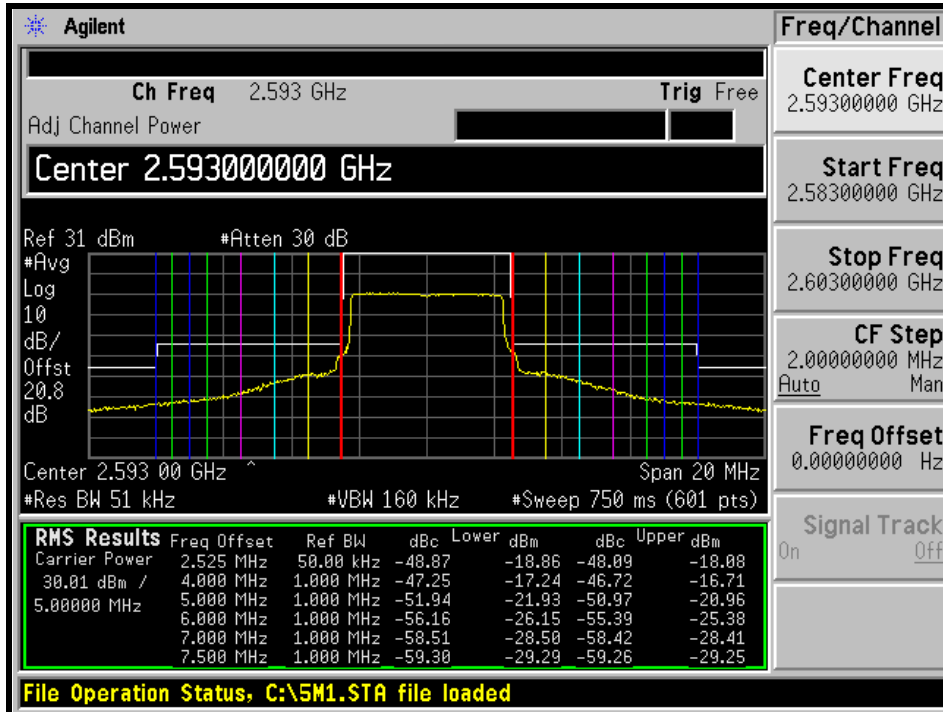 Agilent
Freq/Channel
Ch Freq 2.593 GHz Trig Free
Adj Channel Power
Center 2.593000000 GHz
Ref 31 dBm #Atten 30 dB
#Avg
Log
10
dB/
Offst
20.8
dB
Center 2.593 00 GHz ^ Span 20 MHz
#Res BW 51 kHz #VBW 160 kHz #Sweep 750 ms (601 pts)
RMS Results Freq Offset Ref BW dBc Lower dBm dBc Upper dBm
Carrier Power 2.525 MHz 50.00 kHz -48.87 -18.86 -48.09 -18.08
30.01 dBm / 4.000 MHz 1.000 MHz -47.25 -17.24 -46.72 -16.71
5.00000 MHz 5.000 MHz 1.000 MHz -51.94 -21.93 -50.97 -20.96
6.000 MHz 1.000 MHz -56.16 -26.15 -55.39 -25.38
7.000 MHz 1.000 MHz -58.51 -28.50 -58.42 -28.41
7.500 MHz 1.000 MHz -59.30 -29.29 -59.26 -29.25
File Operation Status, C:\5M1.STA file loaded
Center Freq
2.59300000 GHz
Start Freq
2.58300000 GHz
Stop Freq
2.60300000 GHz
CF Step
2.00000000 MHz
Auto Man
Freq Offset
0.00000000 Hz
Signal Track
On Off